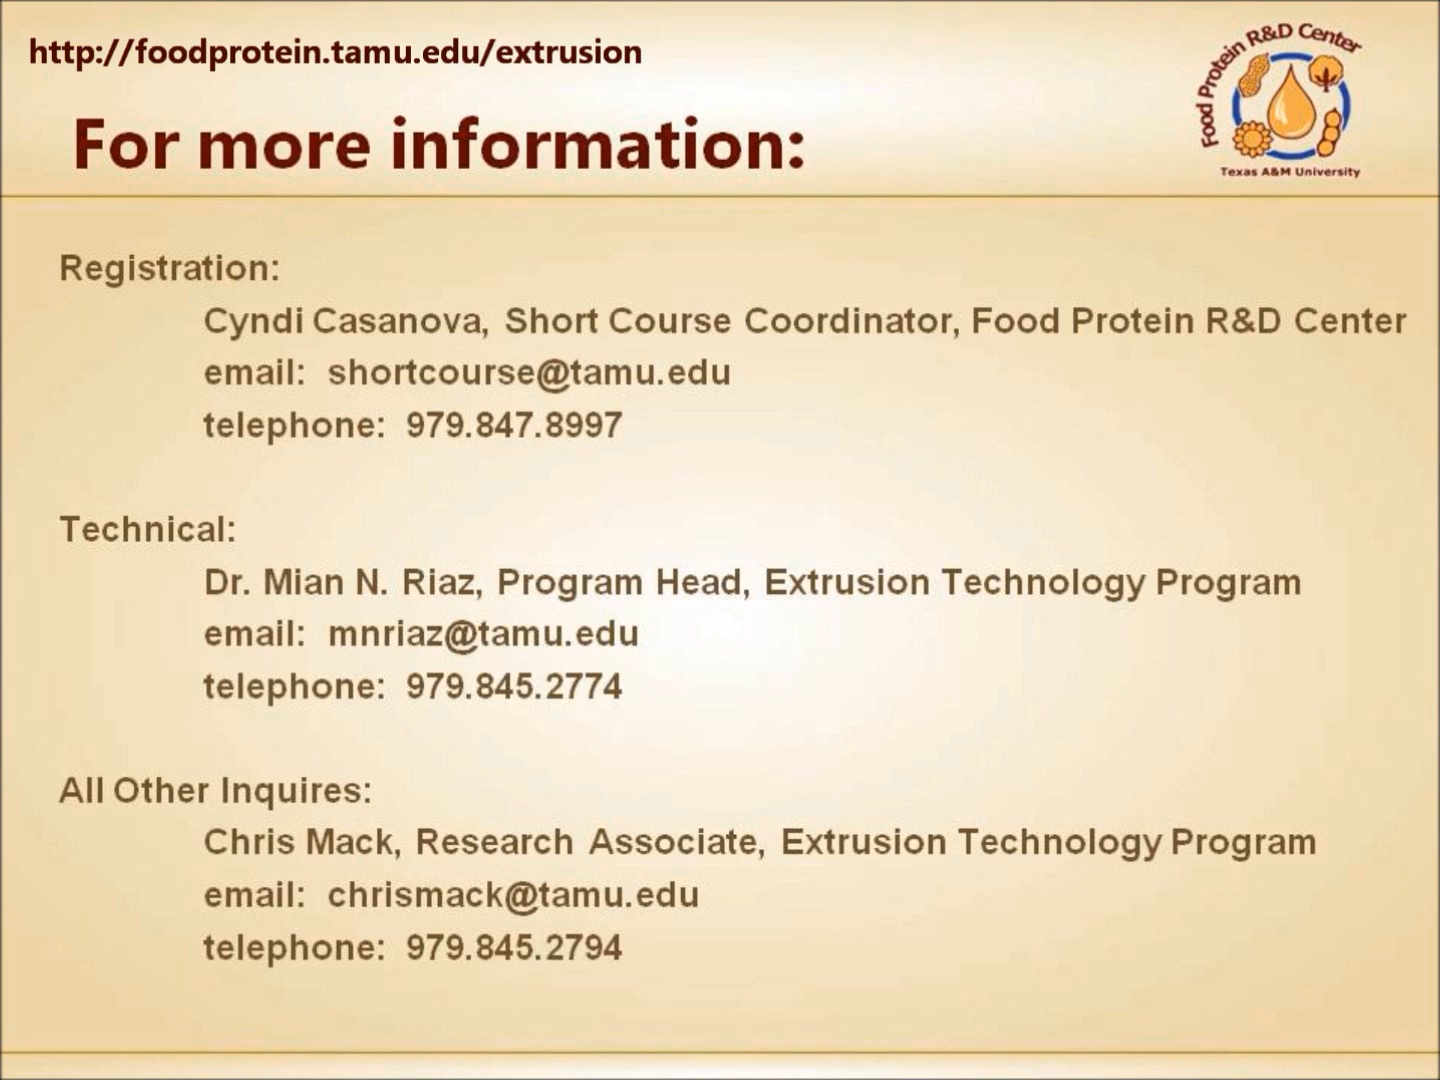 http://foodprotein.tamu.edu/extrusion
Food Protein R&D Center
Texas A&M University
For more information:
Registration:
Cyndi Casanova, Short Course Coordinator, Food Protein R&D Center
email: shortcourse@tamu.edu
telephone: 979.847.8997
Technical:
Dr. Mian N. Riaz, Program Head, Extrusion Technology Program
email: mnriaz@tamu.edu
telephone: 979.845.2774
All Other Inquires:
Chris Mack, Research Associate, Extrusion Technology Program
email: chrismack@tamu.edu
telephone: 979.845.2794